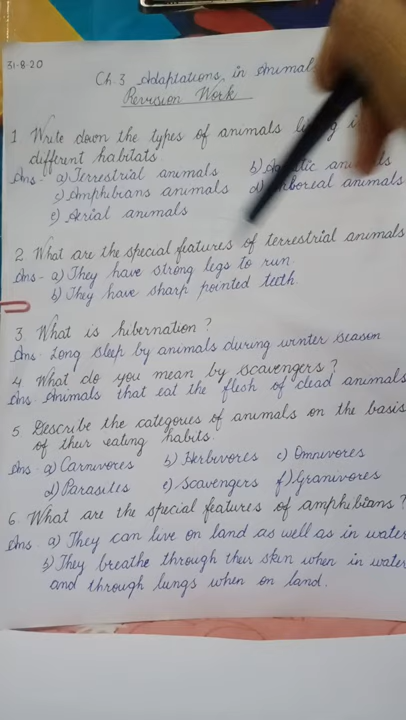 31-8-20
Ch.3 Adaptations in Animal
Revision Work
1 Write down the types of animals
different habitats
Ans- a) Terrestrial animals b)
c) Amphibians animals d) animals
e) Aerial animals
2. What are the special features of terrestrial animals
Ans- a) They have strong legs to run.
b) They have sharp pointed teeth.
3. What is hibernation?
Ans. Long sleep by animals during winter season
4. What do you mean by scavengers?
Ans. Animals that eat the flesh of dead animals
5. Describe the categories of animals on the basis
of their eating habits.
Ans a) Carnivores b) Herbivores c) Omnivores
d) Parasites e) Scavengers f) Granivores
6. What are the special features of amphibians?
Ans. a) They can live on land as well as in water
b) They breathe through their skin when in water
and through lungs when on land.